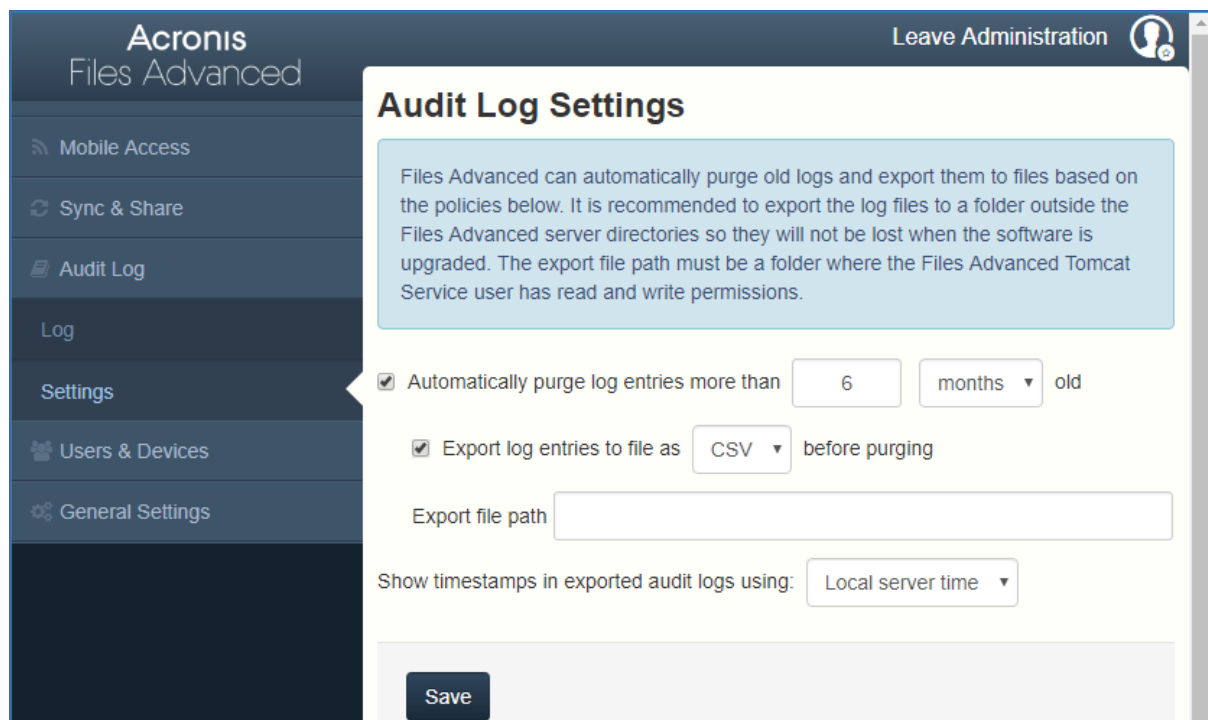 Acronis
Files Advanced
Leave Administration
Mobile Access
Sync & Share
Audit Log
Log
Settings
Users & Devices
General Settings
Audit Log Settings
Files Advanced can automatically purge old logs and export them to files based on
the policies below. It is recommended to export the log files to a folder outside the
Files Advanced server directories so they will not be lost when the software is
upgraded. The export file path must be a folder where the Files Advanced Tomcat
Service user has read and write permissions.
Automatically purge log entries more than 6 months old
Export log entries to file as CSV before purging
Export file path
Show timestamps in exported audit logs using: Local server time
Save